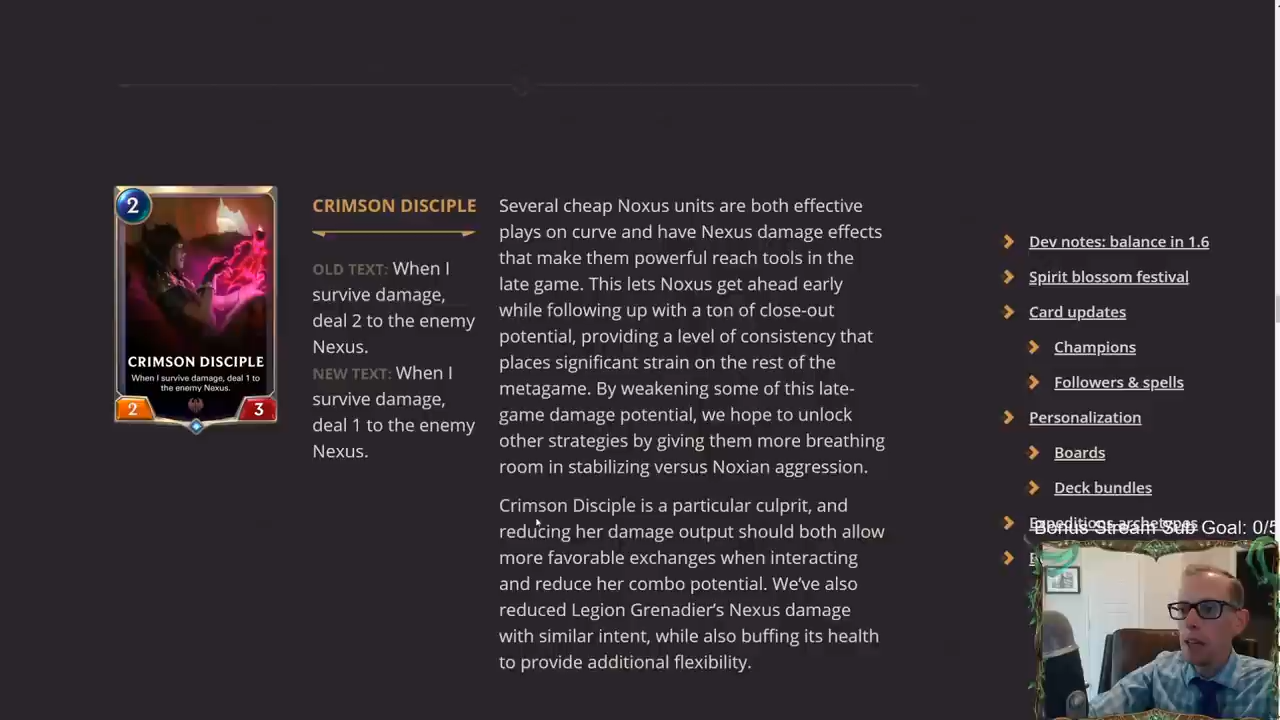 2
CRIMSON DISCIPLE
When I survive damage, deal 1 to
the enemy Nexus.
2
3
CRIMSON DISCIPLE
OLD TEXT: When I
survive damage,
deal 2 to the enemy
Nexus.
NEW TEXT: When I
survive damage,
deal 1 to the enemy
Nexus.
Several cheap Noxus units are both effective
plays on curve and have Nexus damage effects
that make them powerful reach tools in the
late game. This lets Noxus get ahead early
while following up with a ton of close-out
potential, providing a level of consistency that
places significant strain on the rest of the
metagame. By weakening some of this late-
game damage potential, we hope to unlock
other strategies by giving them more breathing
room in stabilizing versus Noxian aggression.
Crimson Disciple is a particular culprit, and
reducing her damage output should both allow
more favorable exchanges when interacting
and reduce her combo potential. We've also
reduced Legion Grenadier's Nexus damage
with similar intent, while also buffing its health
to provide additional flexibility.
Dev notes: balance in 1.6
Spirit blossom festival
Card updates
Champions
Followers & spells
Personalization
Boards
Deck bundles
Expeditions archetypes
Bonus Stream Sub Goal: 0/5